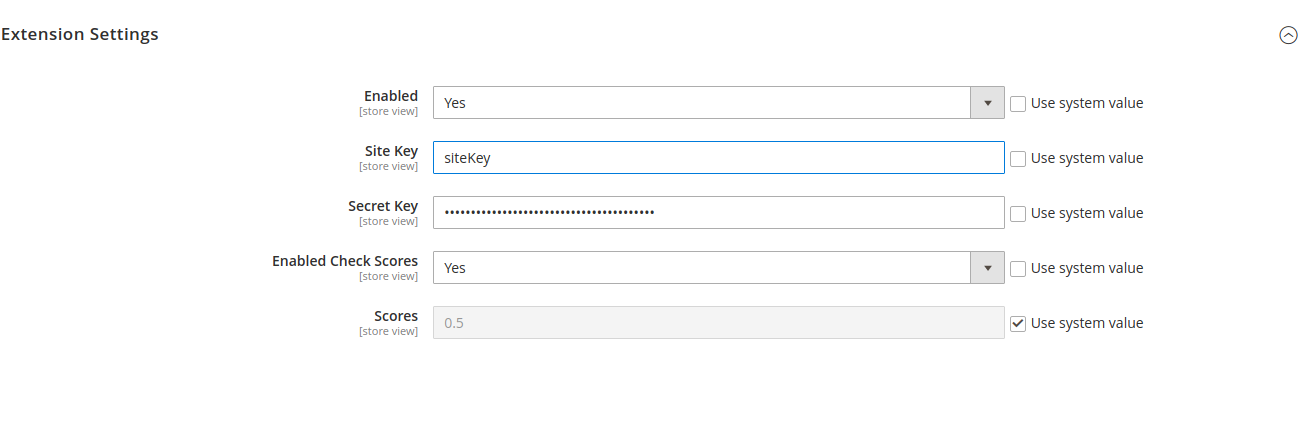 Extension Settings
Enabled Yes Use system value
[store view]
Site Key siteKey Use system value
[store view]
Secret Key •••••••••••••••••••••••••••••••••••••••• Use system value
[store view]
Enabled Check Scores Yes Use system value
[store view]
Scores 0.5 Use system value
[store view]